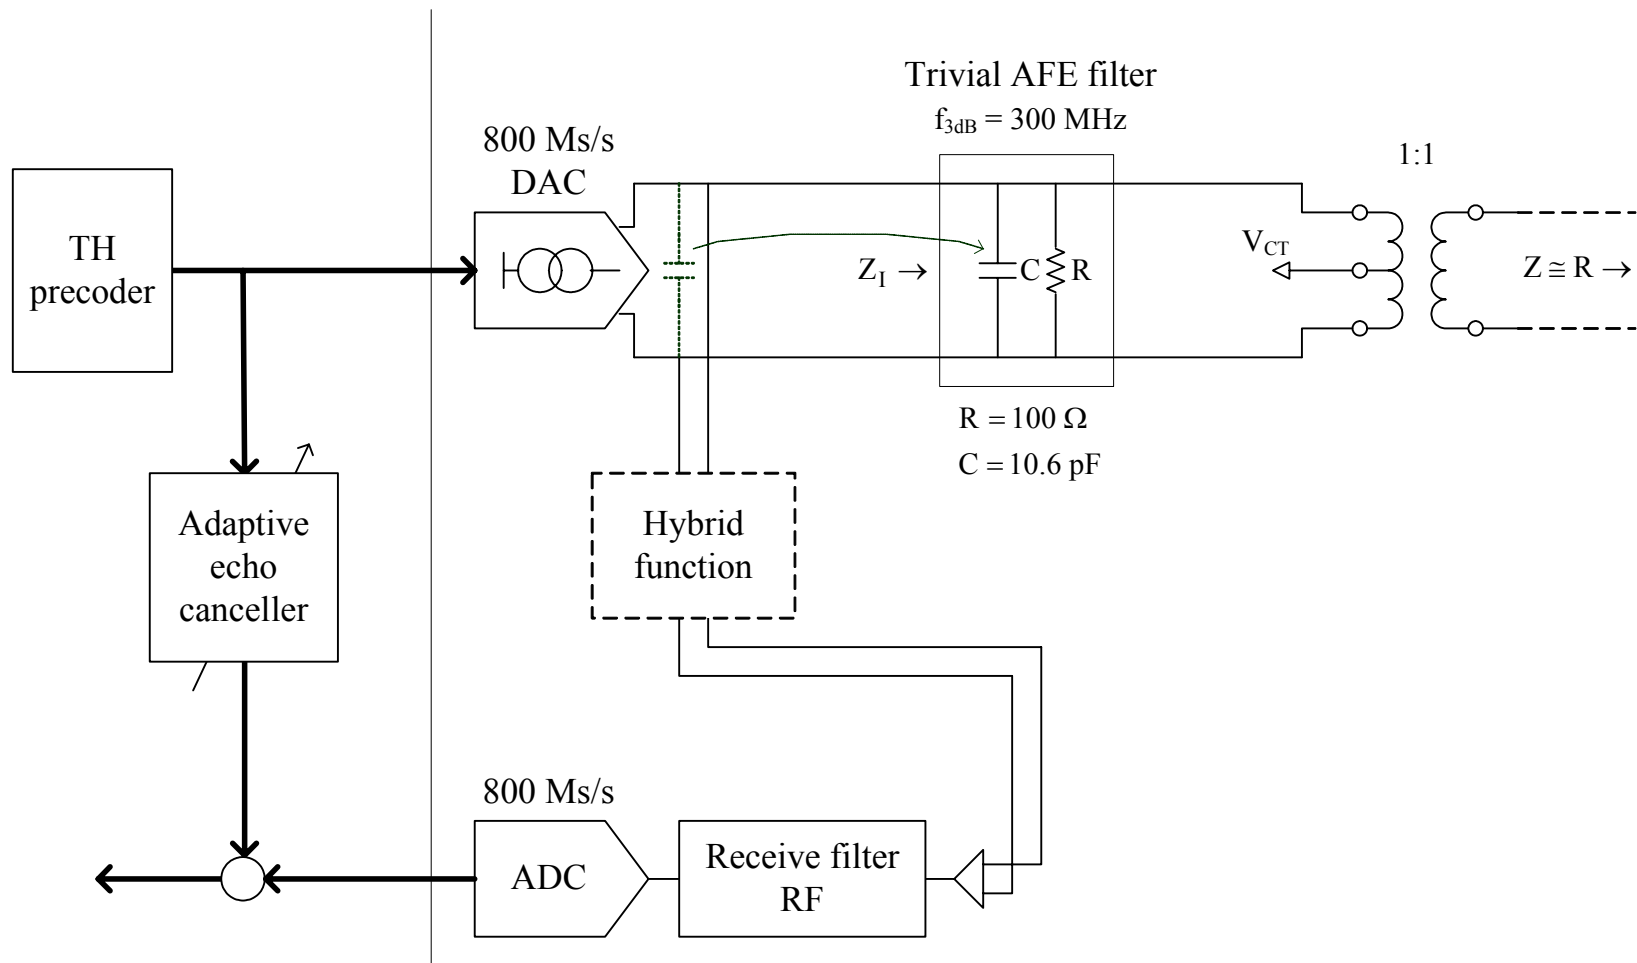 Trivial AFE filter
f3dB = 300 MHz
800 Ms/s
DAC
1:1
TH
precoder
VCT
ZI →
C
R
Z ≅ R →
R = 100 Ω
C = 10.6 pF
Adaptive
echo
canceller
Hybrid
function
800 Ms/s
ADC
Receive filter
RF